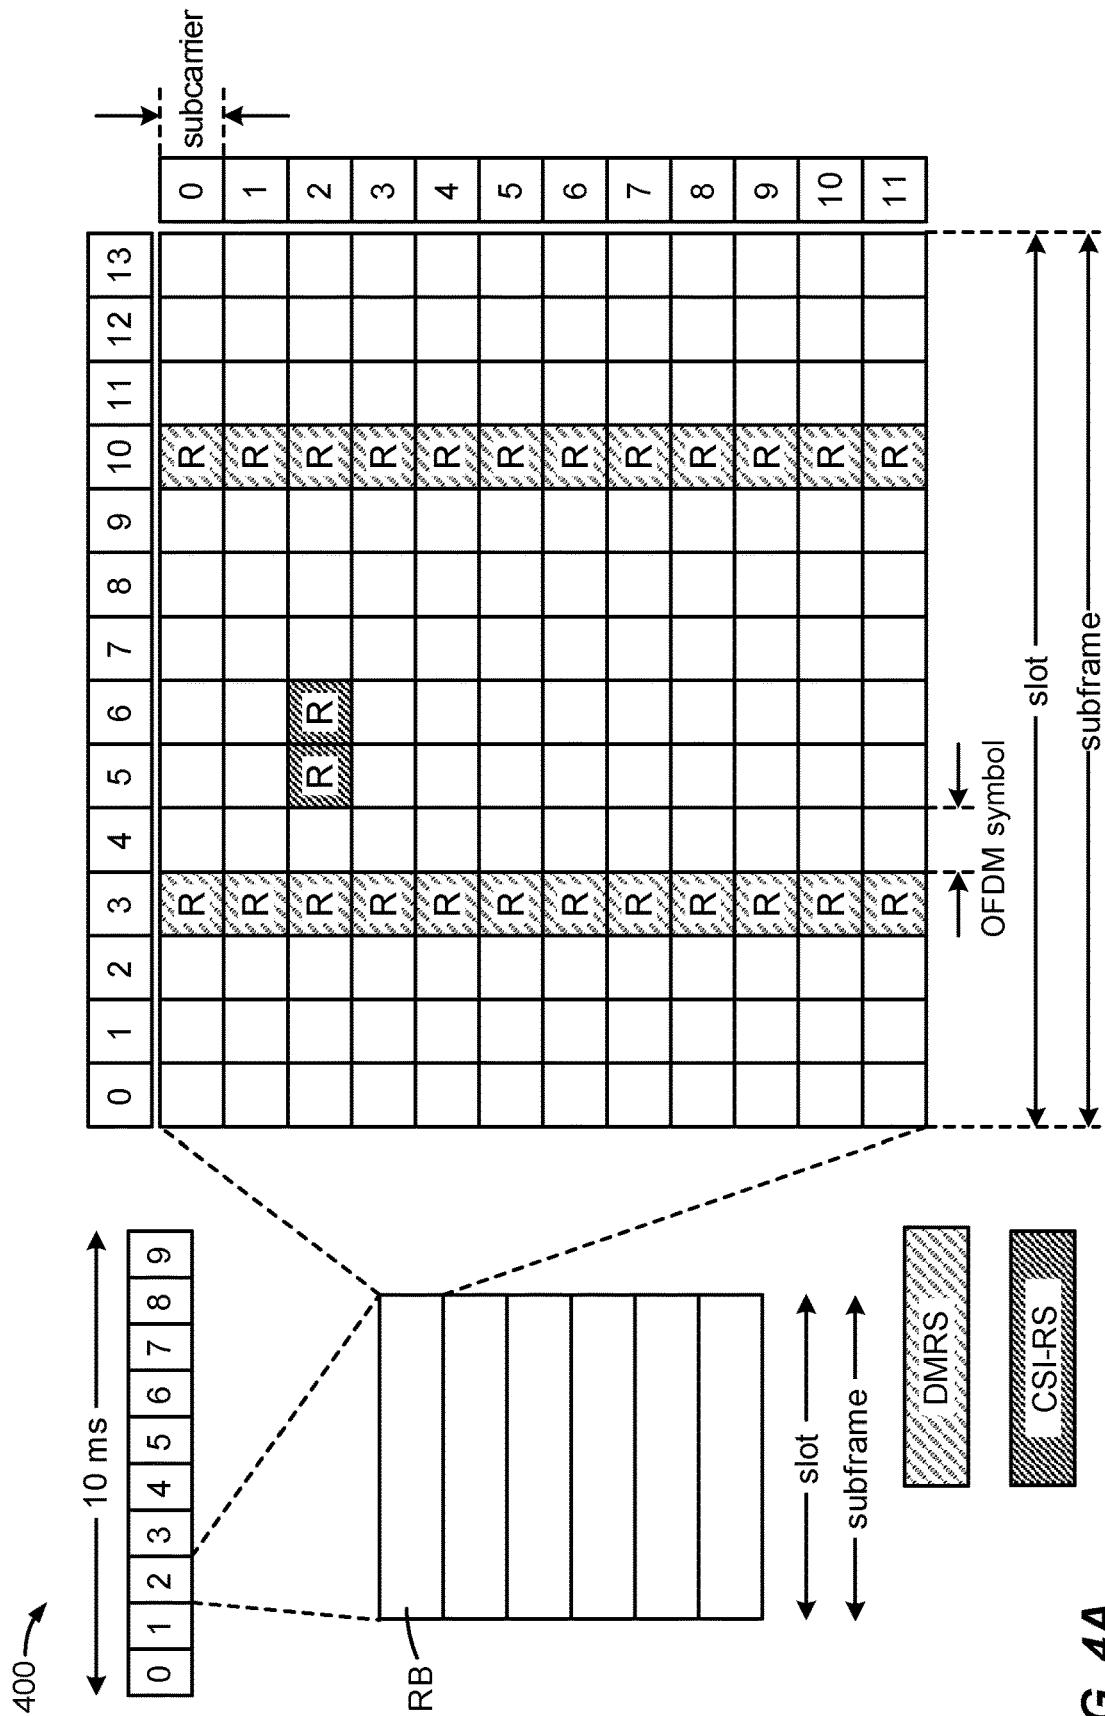 400
10 ms
0 1 2 3 4 5 6 7 8 9
RB
slot
subframe
DMRS
CSI-RS
0 1 2 3 4 5 6 7 8 9 10 11 12 13
subcarrier
0 R R
1 R R
2 R R R R
3 R R
4 R R
5 R R
6 R R
7 R R
8 R R
9 R R
10 R R
11 R R
OFDM symbol
slot
subframe
G. 4A